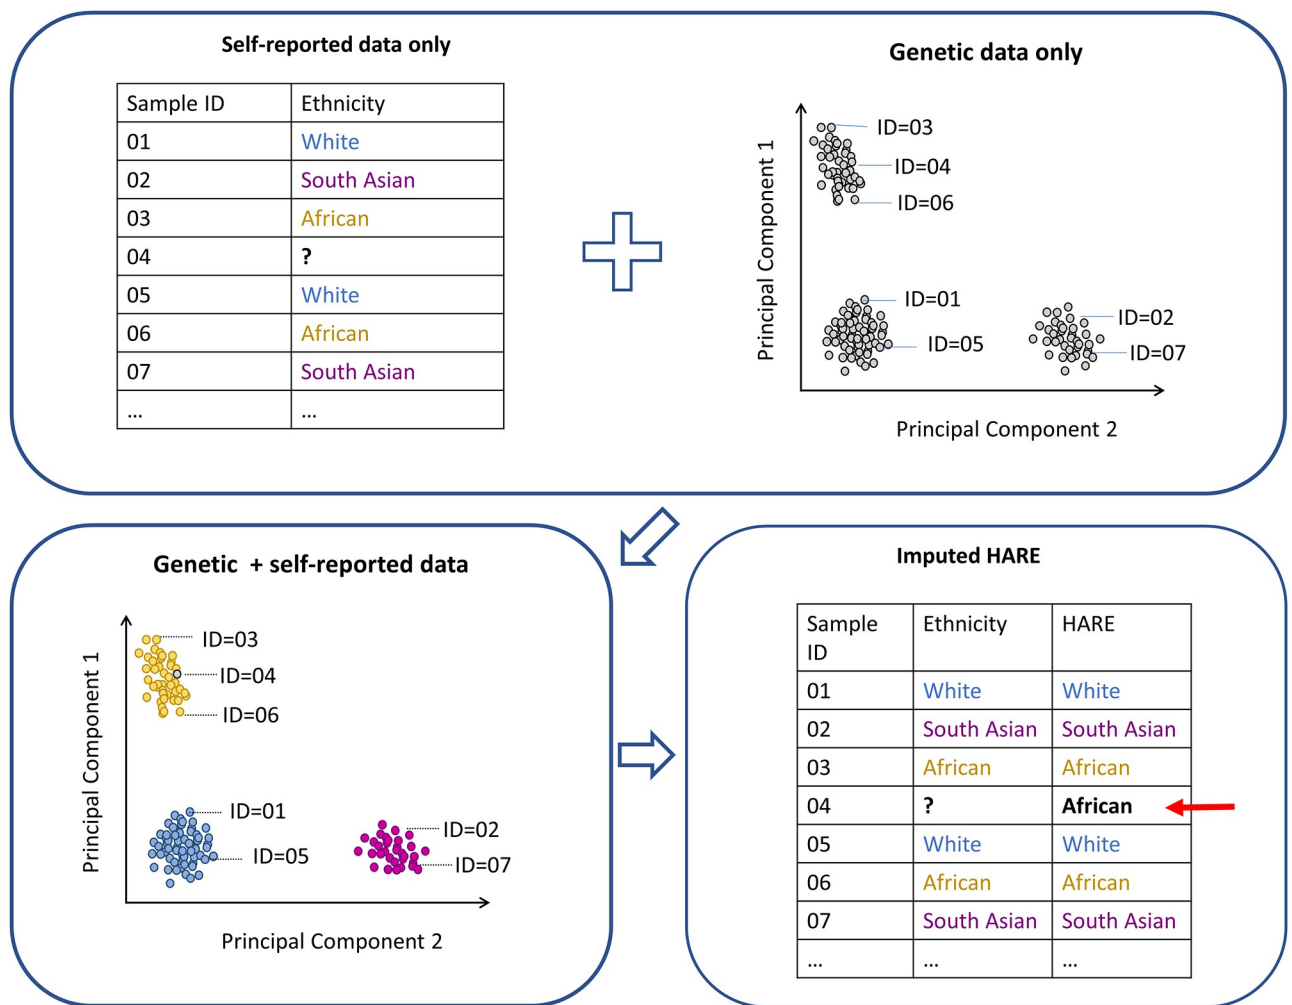 Self-reported data only
Sample ID Ethnicity
01 White
02 South Asian
03 African
04 ?
05 White
06 African
07 South Asian
... ...
Genetic data only
Principal Component 1
ID=03
ID=04
ID=06
ID=01
ID=05
ID=02
ID=07
Principal Component 2
Genetic + self-reported data
Principal Component 1
ID=03
ID=04
ID=06
ID=01
ID=05
ID=02
ID=07
Principal Component 2
Imputed HARE
Sample ID Ethnicity HARE
01 White White
02 South Asian South Asian
03 African African
04 ? African
05 White White
06 African African
07 South Asian South Asian
... ... ...